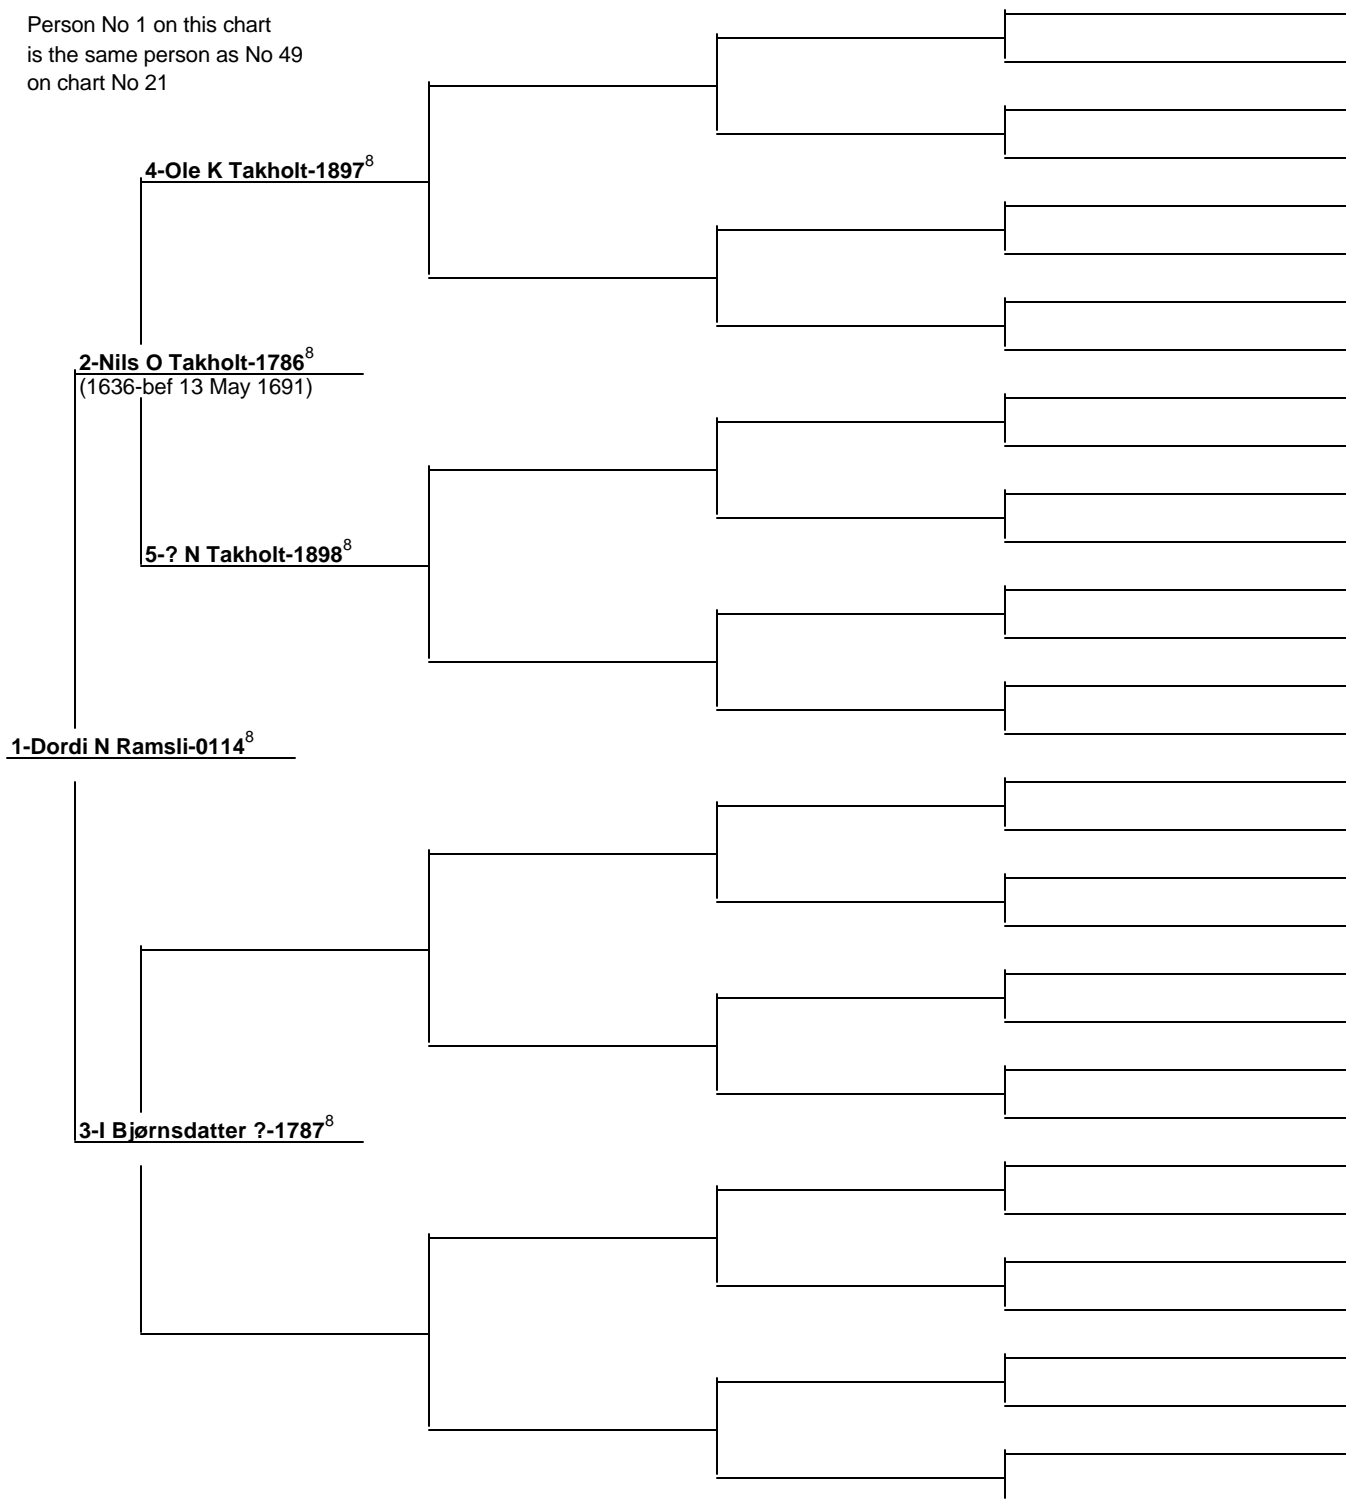 Person No 1 on this chart
is the same person as No 49
on chart No 21
4-Ole K Takholt-1897⁸
2-Nils O Takholt-1786⁸
(1636-bef 13 May 1691)
5-? N Takholt-1898⁸
1-Dordi N Ramsli-0114⁸
3-I Bjørnsdatter ?-1787⁸